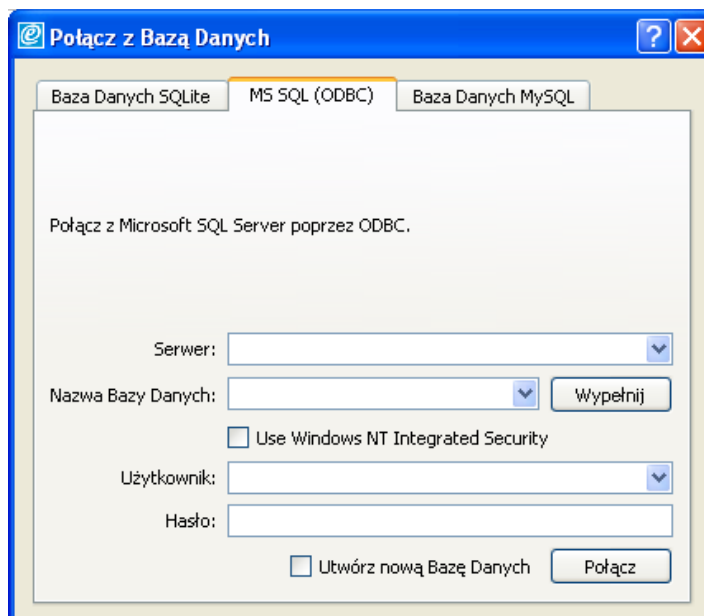 Połącz z Bazą Danych
Baza Danych SQLite MS SQL (ODBC) Baza Danych MySQL
Połącz z Microsoft SQL Server poprzez ODBC.
Serwer:
Nazwa Bazy Danych: Wypełnij
Use Windows NT Integrated Security
Użytkownik:
Hasło:
Utwórz nową Bazę Danych Połącz